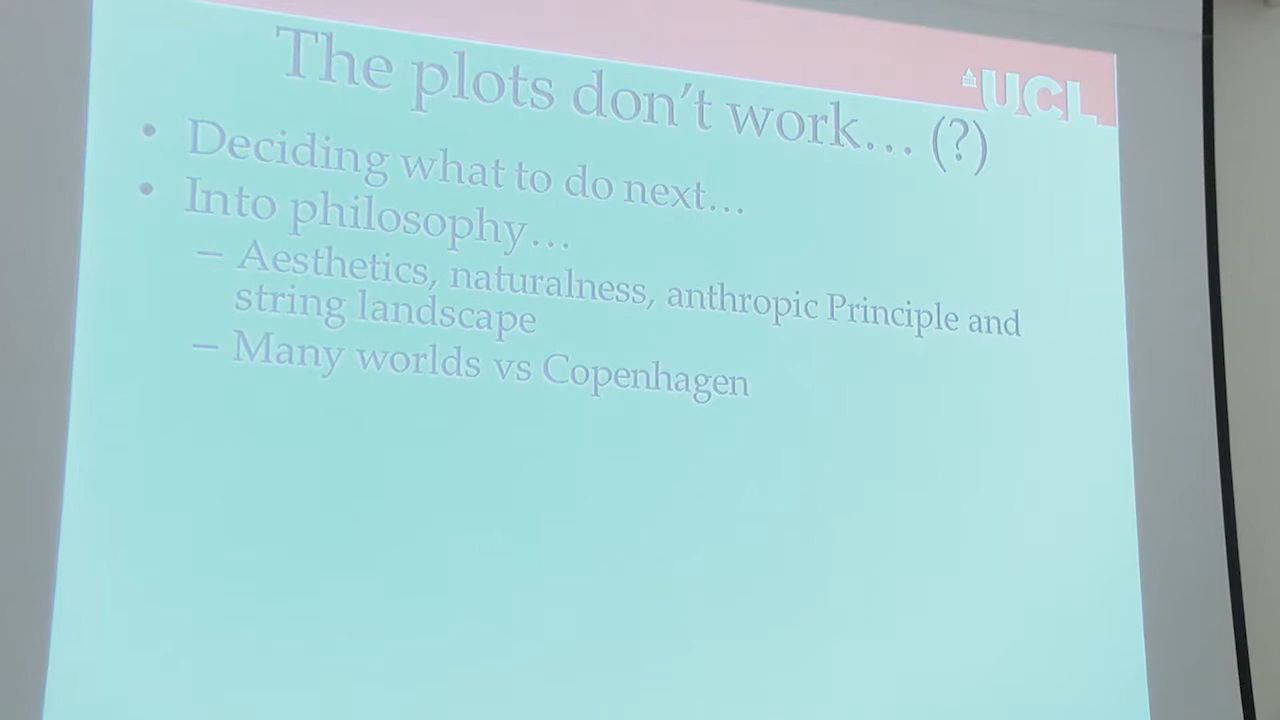 UCL
The plots don't work… (?)
• Deciding what to do next…
• Into philosophy…
– Aesthetics, naturalness, anthropic Principle and
string landscape
– Many worlds vs Copenhagen